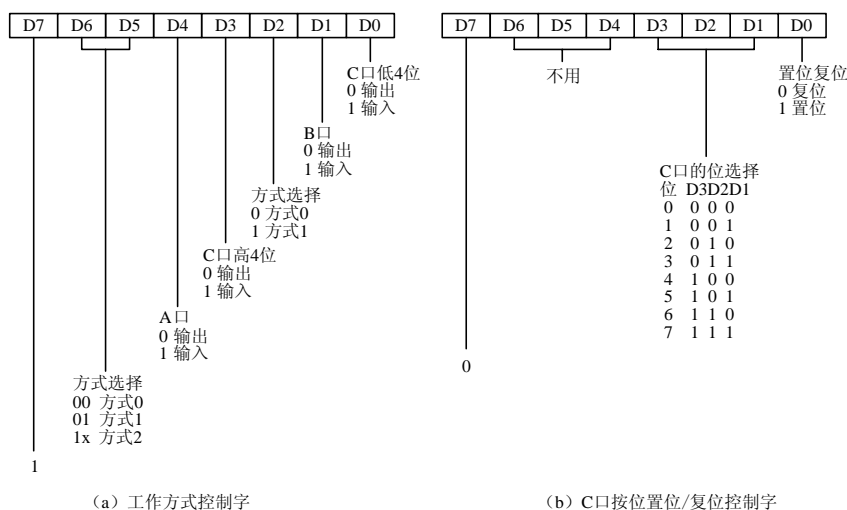 D7 D6 D5 D4 D3 D2 D1 D0
C口低4位
0 输出
1 输入
B口
0 输出
1 输入
方式选择
0 方式0
1 方式1
C口高4位
0 输出
1 输入
A口
0 输出
1 输入
方式选择
00 方式0
01 方式1
1x 方式2
1
(a)工作方式控制字
D7 D6 D5 D4 D3 D2 D1 D0
不用
置位复位
0 复位
1 置位
C口的位选择
位 D3D2D1
0 0 0 0
1 0 0 1
2 0 1 0
3 0 1 1
4 1 0 0
5 1 0 1
6 1 1 0
7 1 1 1
0
(b)C口按位置位/复位控制字